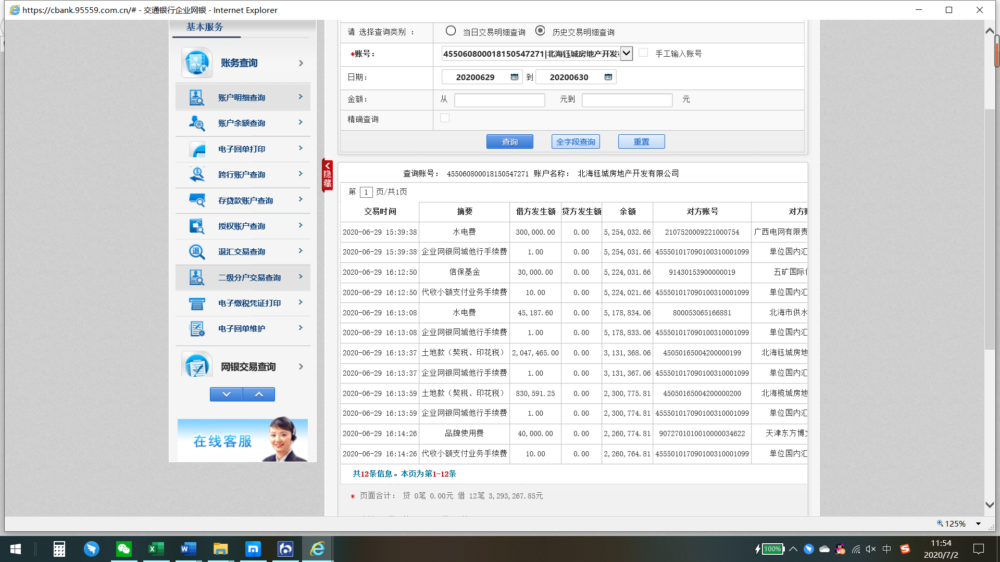 https://cbank.95559.com.cn/# - 交通银行企业网银 - Internet Explorer
基本服务
账务查询
账户明细查询
账户余额查询
电子回单打印
跨行账户查询
存贷款账户查询
授权账户查询
退汇交易查询
二级分户交易查询
电子缴税凭证打印
电子回单维护
网银交易查询
在线客服
隐藏
请 选择查询类别 : 当日交易明细查询 历史交易明细查询
*账号: 455060800018150547271|北海钰城房地产开发 手工输入账号
日期: 20200629 到 20200630
金额: 从 元到 元
精确查询
查询 全字段查询 重置
查询账号: 455060800018150547271 账户名称: 北海钰城房地产开发有限公司
第 1 页/共1页
交易时间 摘要 借方发生额 贷方发生额 余额 对方账号 对方
2020-06-29 15:39:38 水电费 300,000.00 0.00 5,254,032.66 2107520009221000754 广西电网有限责
2020-06-29 15:39:38 企业网银同城他行手续费 1.00 0.00 5,254,031.66 455501017090100310001099 单位国内汇
2020-06-29 16:12:50 信保基金 30,000.00 0.00 5,224,031.66 91430153900000019 五矿国际
2020-06-29 16:12:50 代收小额支付业务手续费 10.00 0.00 5,224,021.66 455501017090100310001099 单位国内汇
2020-06-29 16:13:08 水电费 45,187.60 0.00 5,178,834.06 800053065166881 北海市供水
2020-06-29 16:13:08 企业网银同城他行手续费 1.00 0.00 5,178,833.06 455501017090100310001099 单位国内汇
2020-06-29 16:13:37 土地款（契税、印花税） 2,047,465.00 0.00 3,131,368.06 45050165004200000199 北海钰城房地
2020-06-29 16:13:37 企业网银同城他行手续费 1.00 0.00 3,131,367.06 455501017090100310001099 单位国内汇
2020-06-29 16:13:59 土地款（契税、印花税） 830,591.25 0.00 2,300,775.81 45050165004200000200 北海榄城房地
2020-06-29 16:13:59 企业网银同城他行手续费 1.00 0.00 2,300,774.81 455501017090100310001099 单位国内汇
2020-06-29 16:14:26 品牌使用费 40,000.00 0.00 2,260,774.81 9072701010010000034622 天津东方博
2020-06-29 16:14:26 代收小额支付业务手续费 10.00 0.00 2,260,764.81 455501017090100310001099 单位国内汇
共12条信息。本页为第1-12条
* 页面合计: 贷 0笔 0.00元 借 12笔 3,293,267.85元
125%
100% 中 11:54
2020/7/2